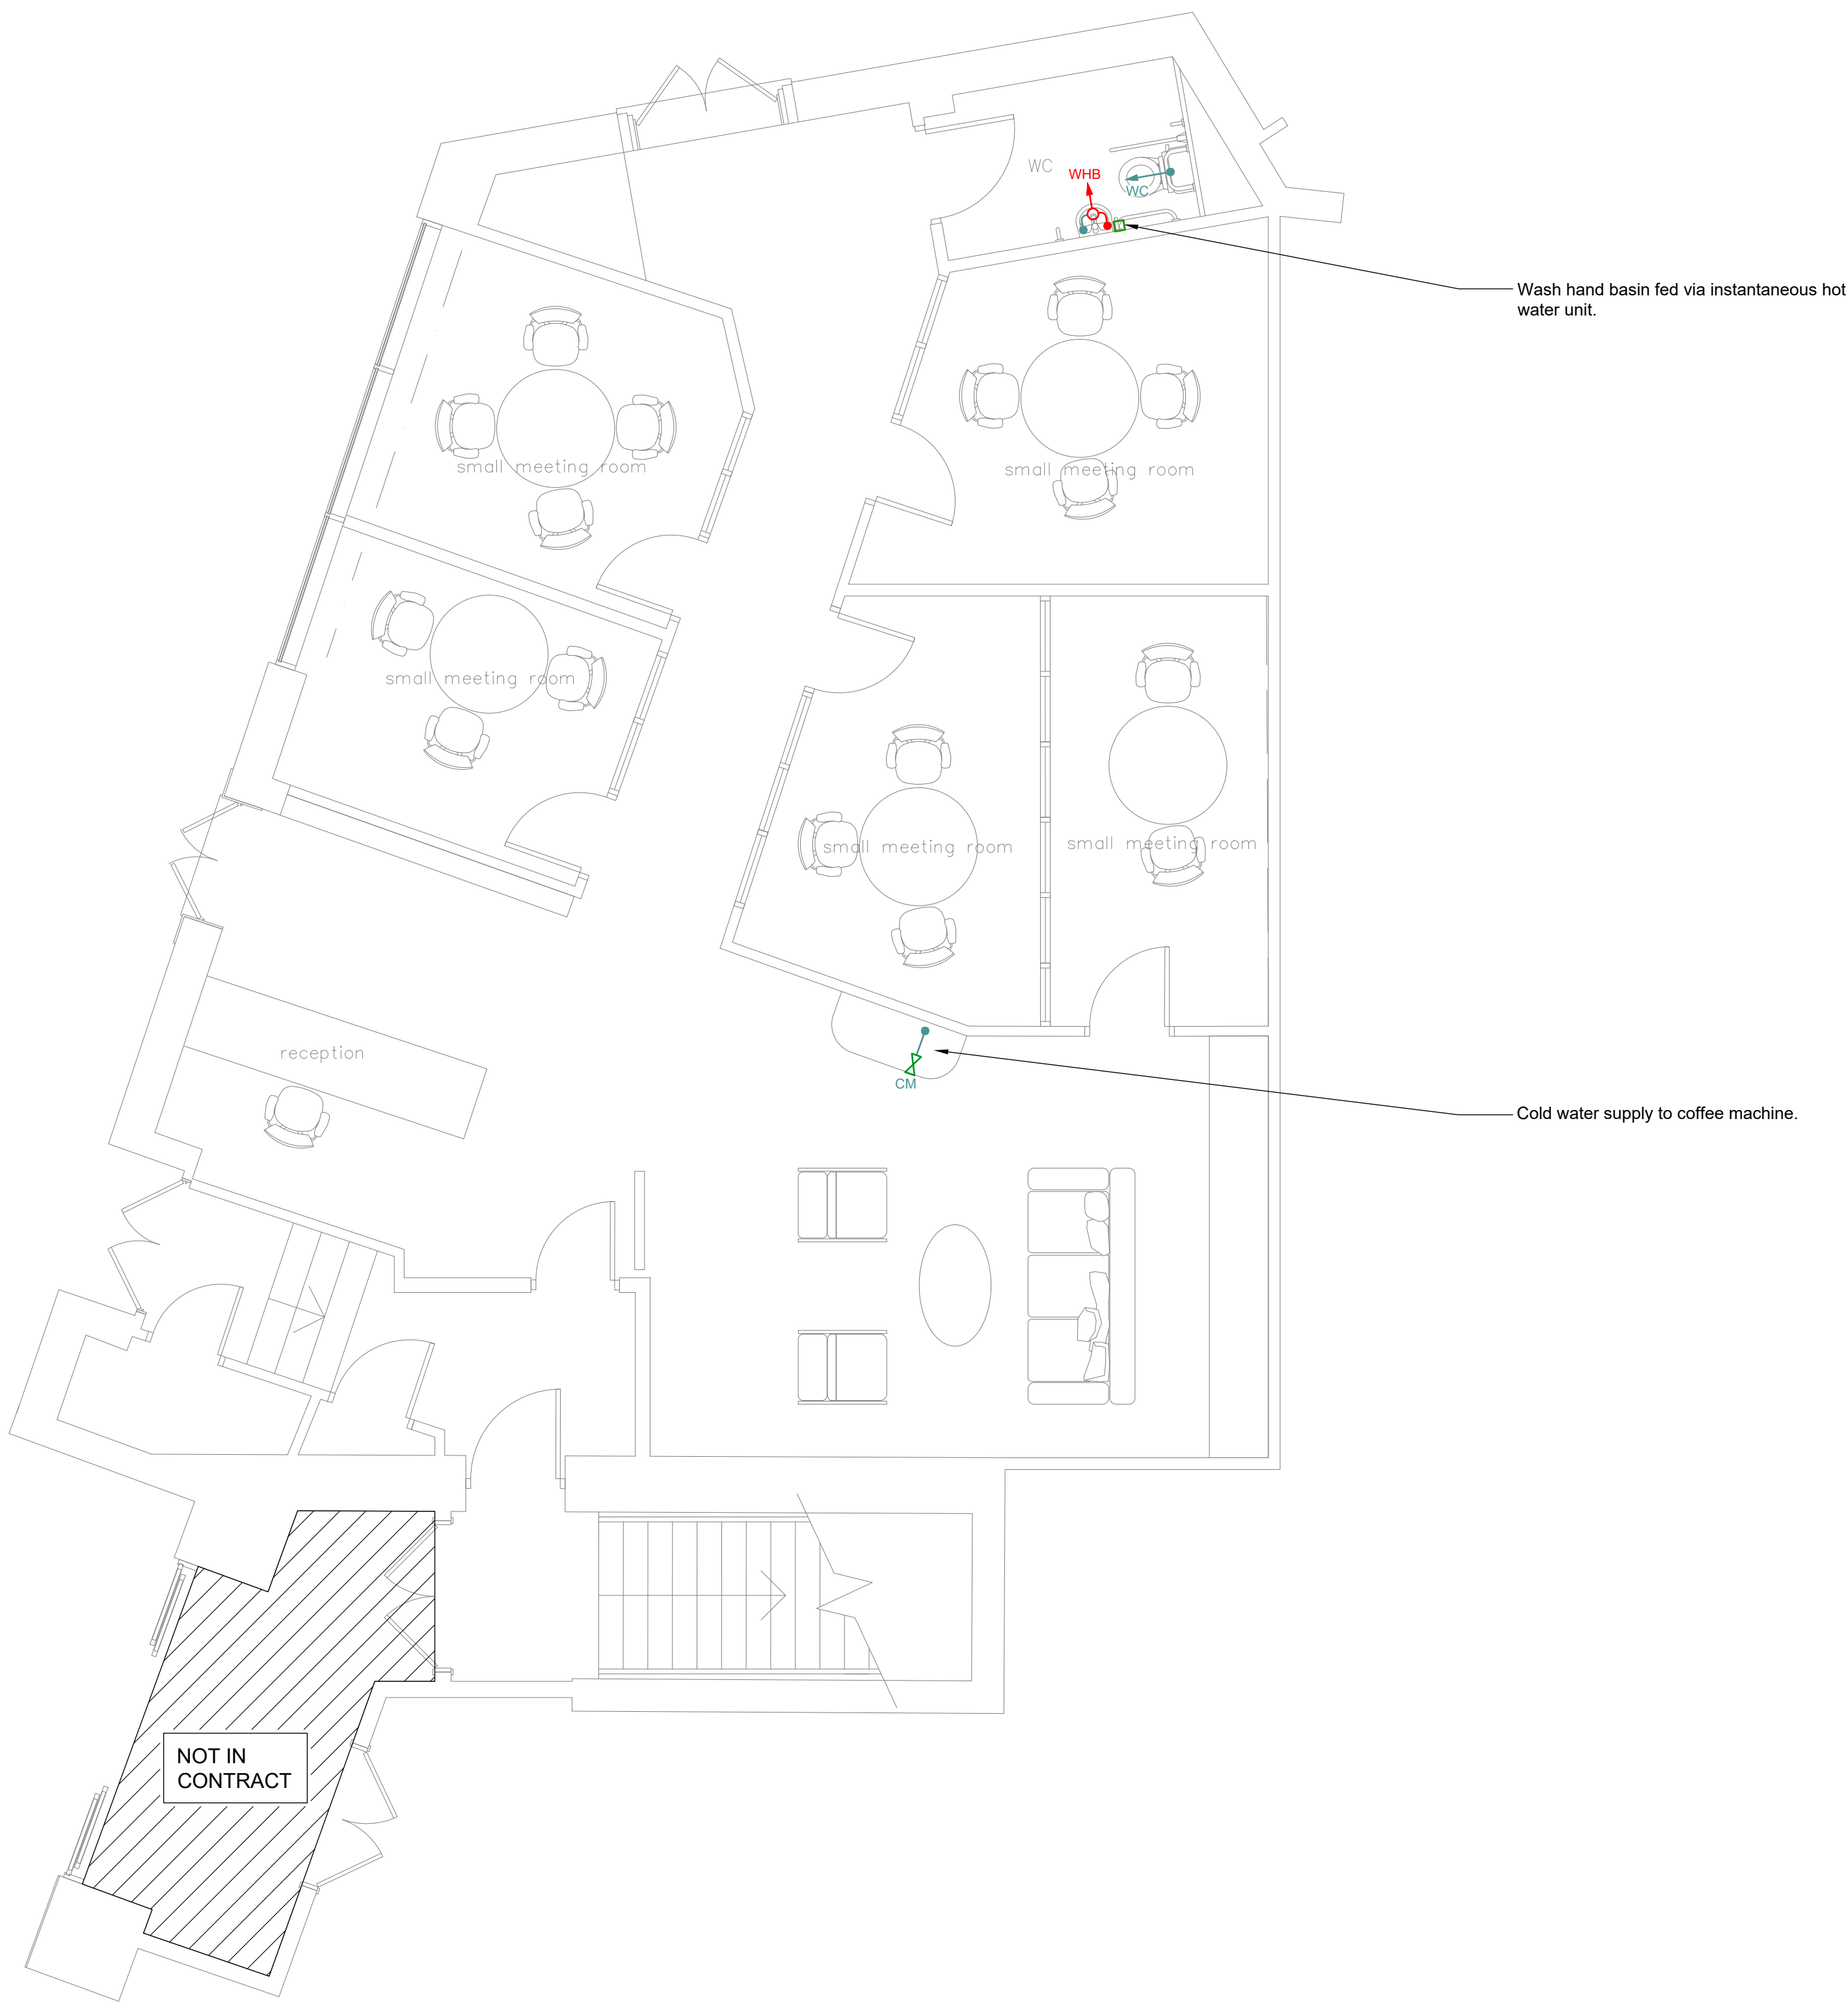 WC
WHB
WC
Wash hand basin fed via instantaneous hot
water unit.
small meeting room
small meeting room
small meeting room
small meeting room
small meeting room
reception
CM
Cold water supply to coffee machine.
NOT IN
CONTRACT